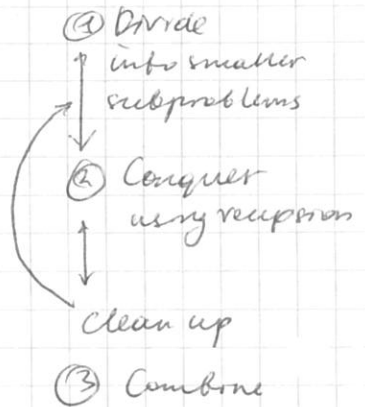 ① Divide
into smaller
subproblems
② Conquer
using recursion
clean up
③ Combine